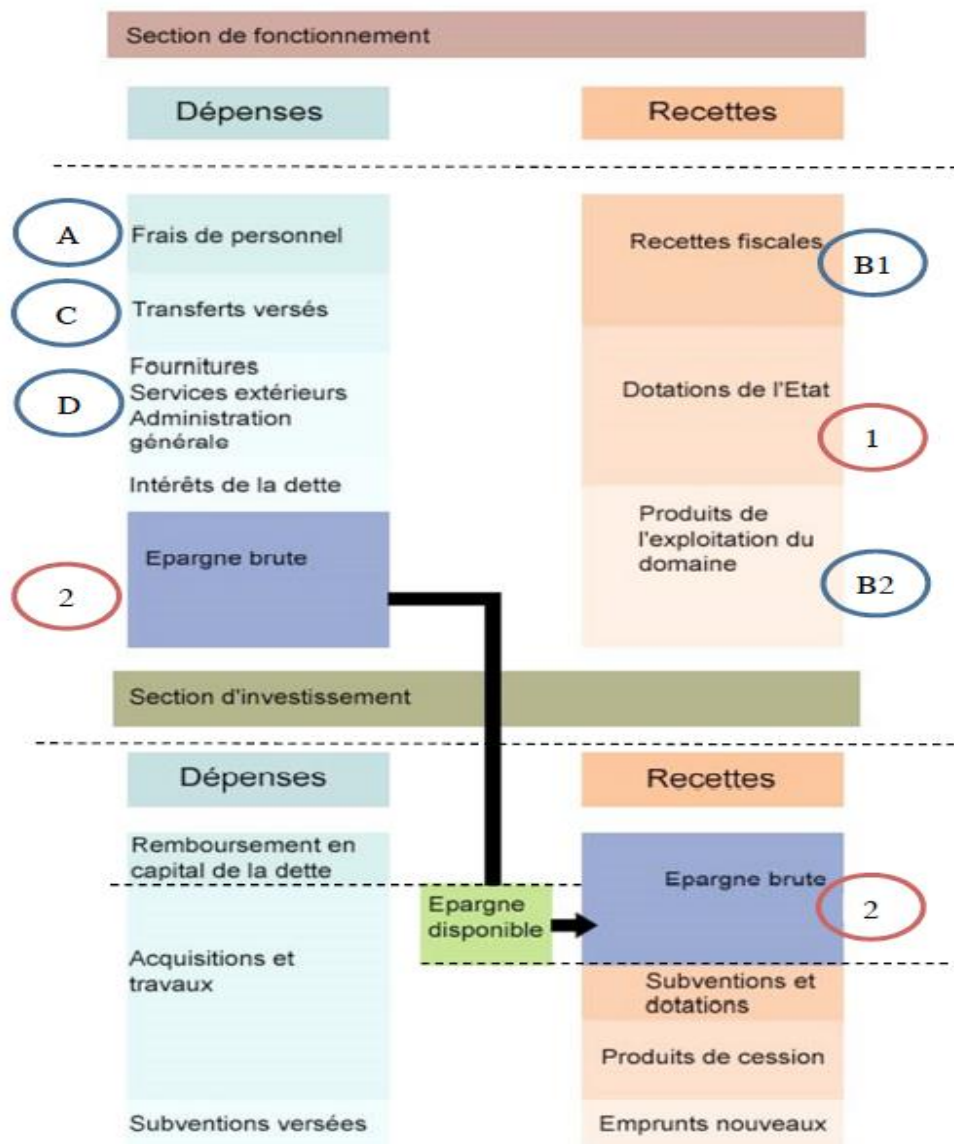 Section de fonctionnement
Dépenses
Recettes
A
Frais de personnel
Recettes fiscales
B1
C
Transferts versés
D
Fournitures
Services extérieurs
Administration
générale
Dotations de l'Etat
1
Intérêts de la dette
Produits de
l'exploitation du
domaine
B2
Epargne brute
2
Section d'investissement
Dépenses
Recettes
Remboursement en
capital de la dette
Epargne brute
2
Epargne
disponible
Acquisitions et
travaux
Subventions et
dotations
Produits de cession
Subventions versées
Emprunts nouveaux